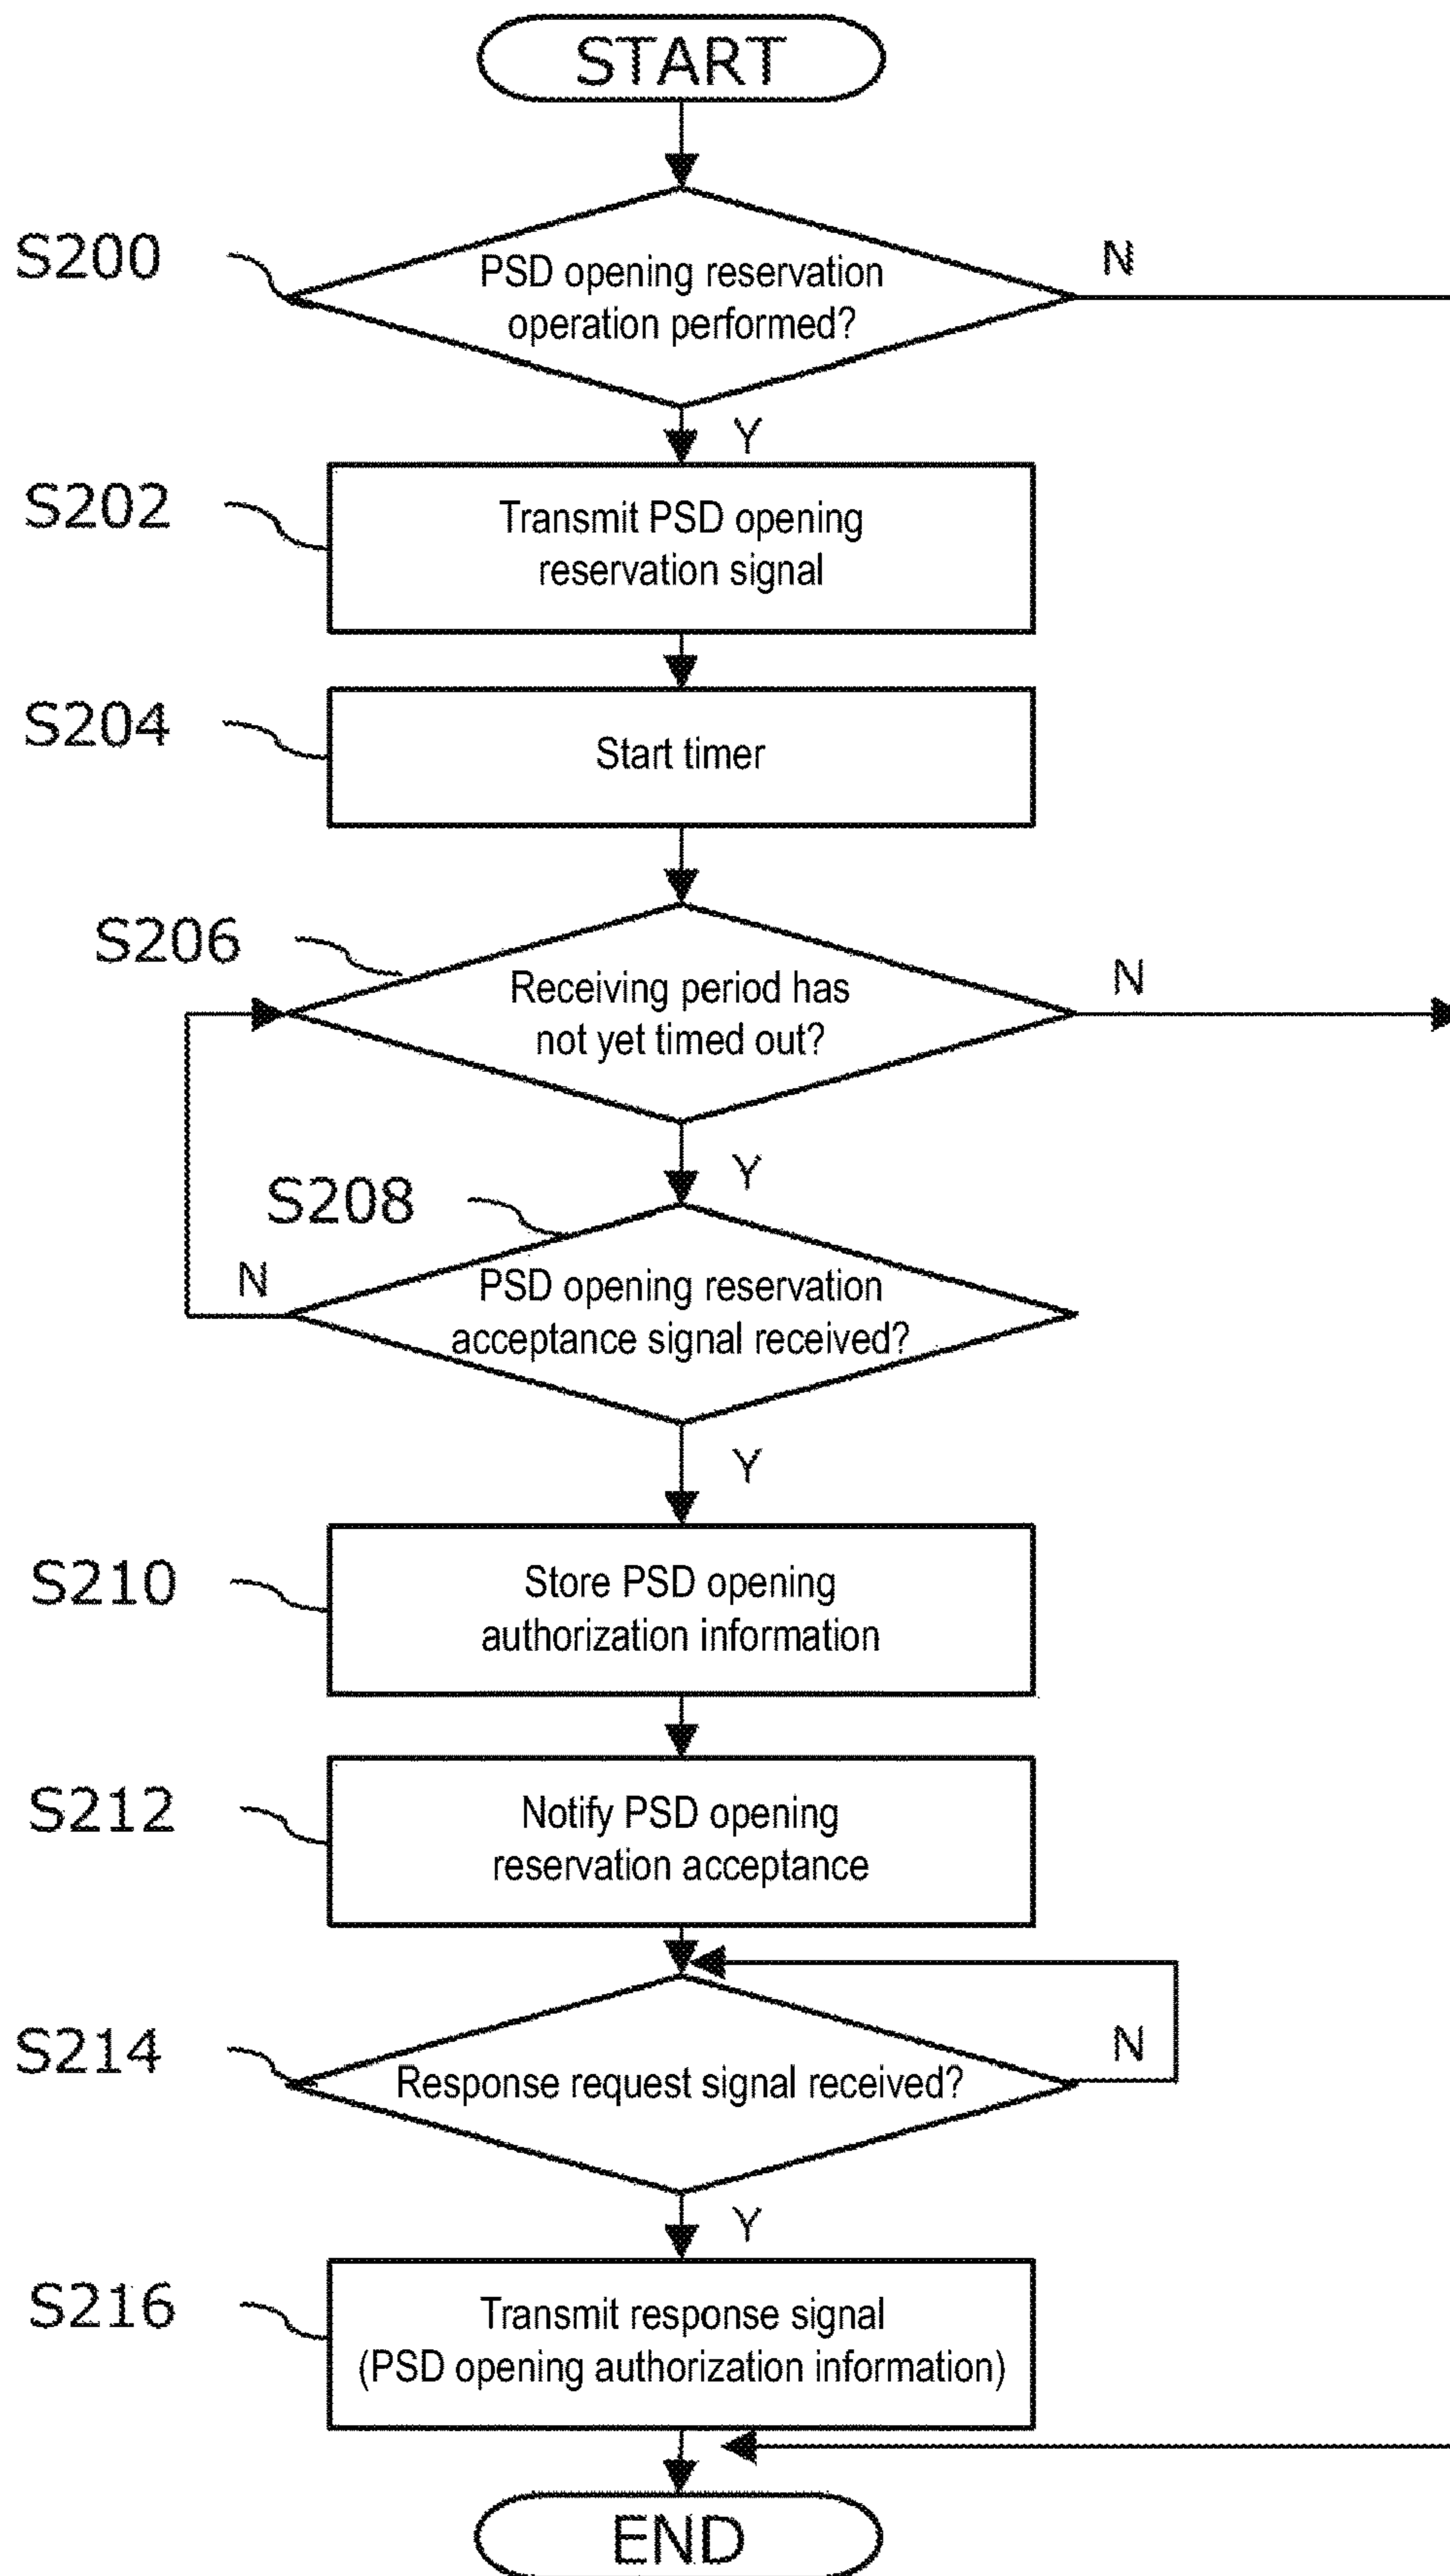 START
S200
PSD opening reservation
operation performed?
N
Y
S202
Transmit PSD opening
reservation signal
S204
Start timer
S206
Receiving period has
not yet timed out?
N
Y
S208
PSD opening reservation
acceptance signal received?
N
Y
S210
Store PSD opening
authorization information
S212
Notify PSD opening
reservation acceptance
S214
Response request signal received?
N
Y
S216
Transmit response signal
(PSD opening authorization information)
END